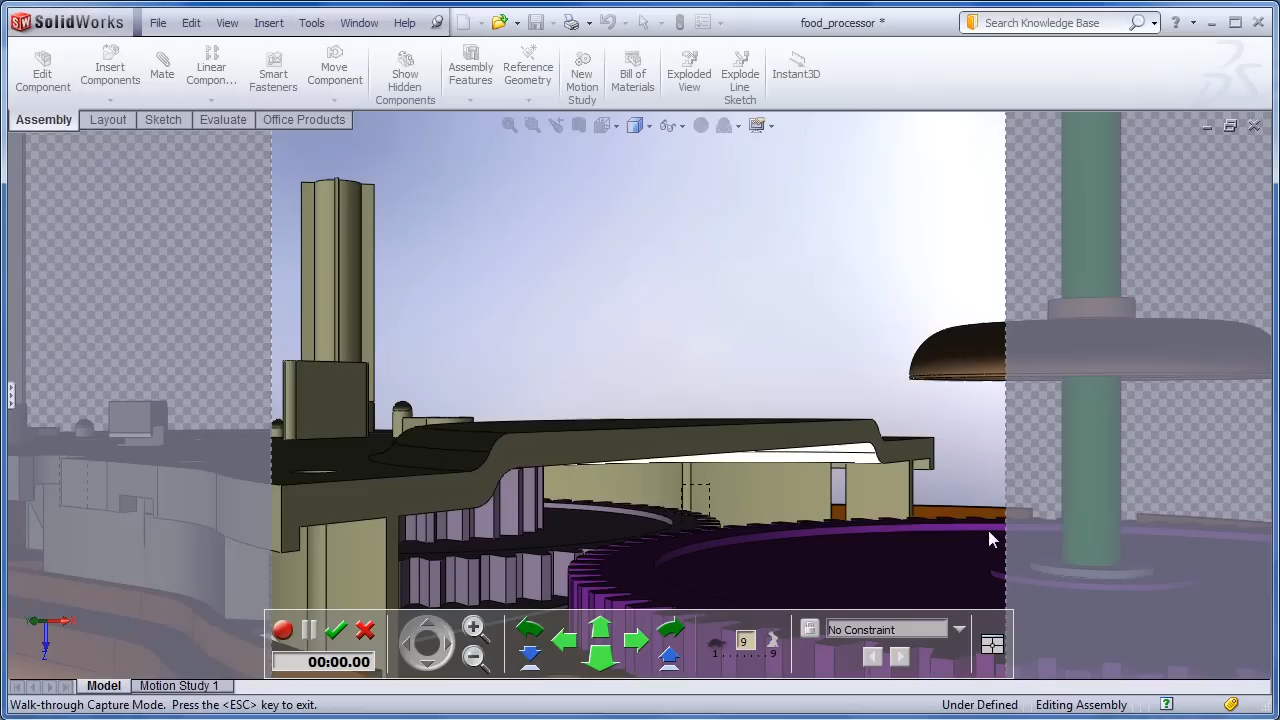 SolidWorks File Edit View Insert Tools Window Help food_processor * Search Knowledge Base ?
Edit Component
Insert Components
Mate
Linear Compon...
Smart Fasteners
Move Component
Show Hidden Components
Assembly Features
Reference Geometry
New Motion Study
Bill of Materials
Exploded View
Explode Line Sketch
Instant3D
Assembly Layout Sketch Evaluate Office Products
No Constraint
9
1 9
00:00.00
Model Motion Study 1
Walk-through Capture Mode. Press the <ESC> key to exit. Under Defined Editing Assembly ?